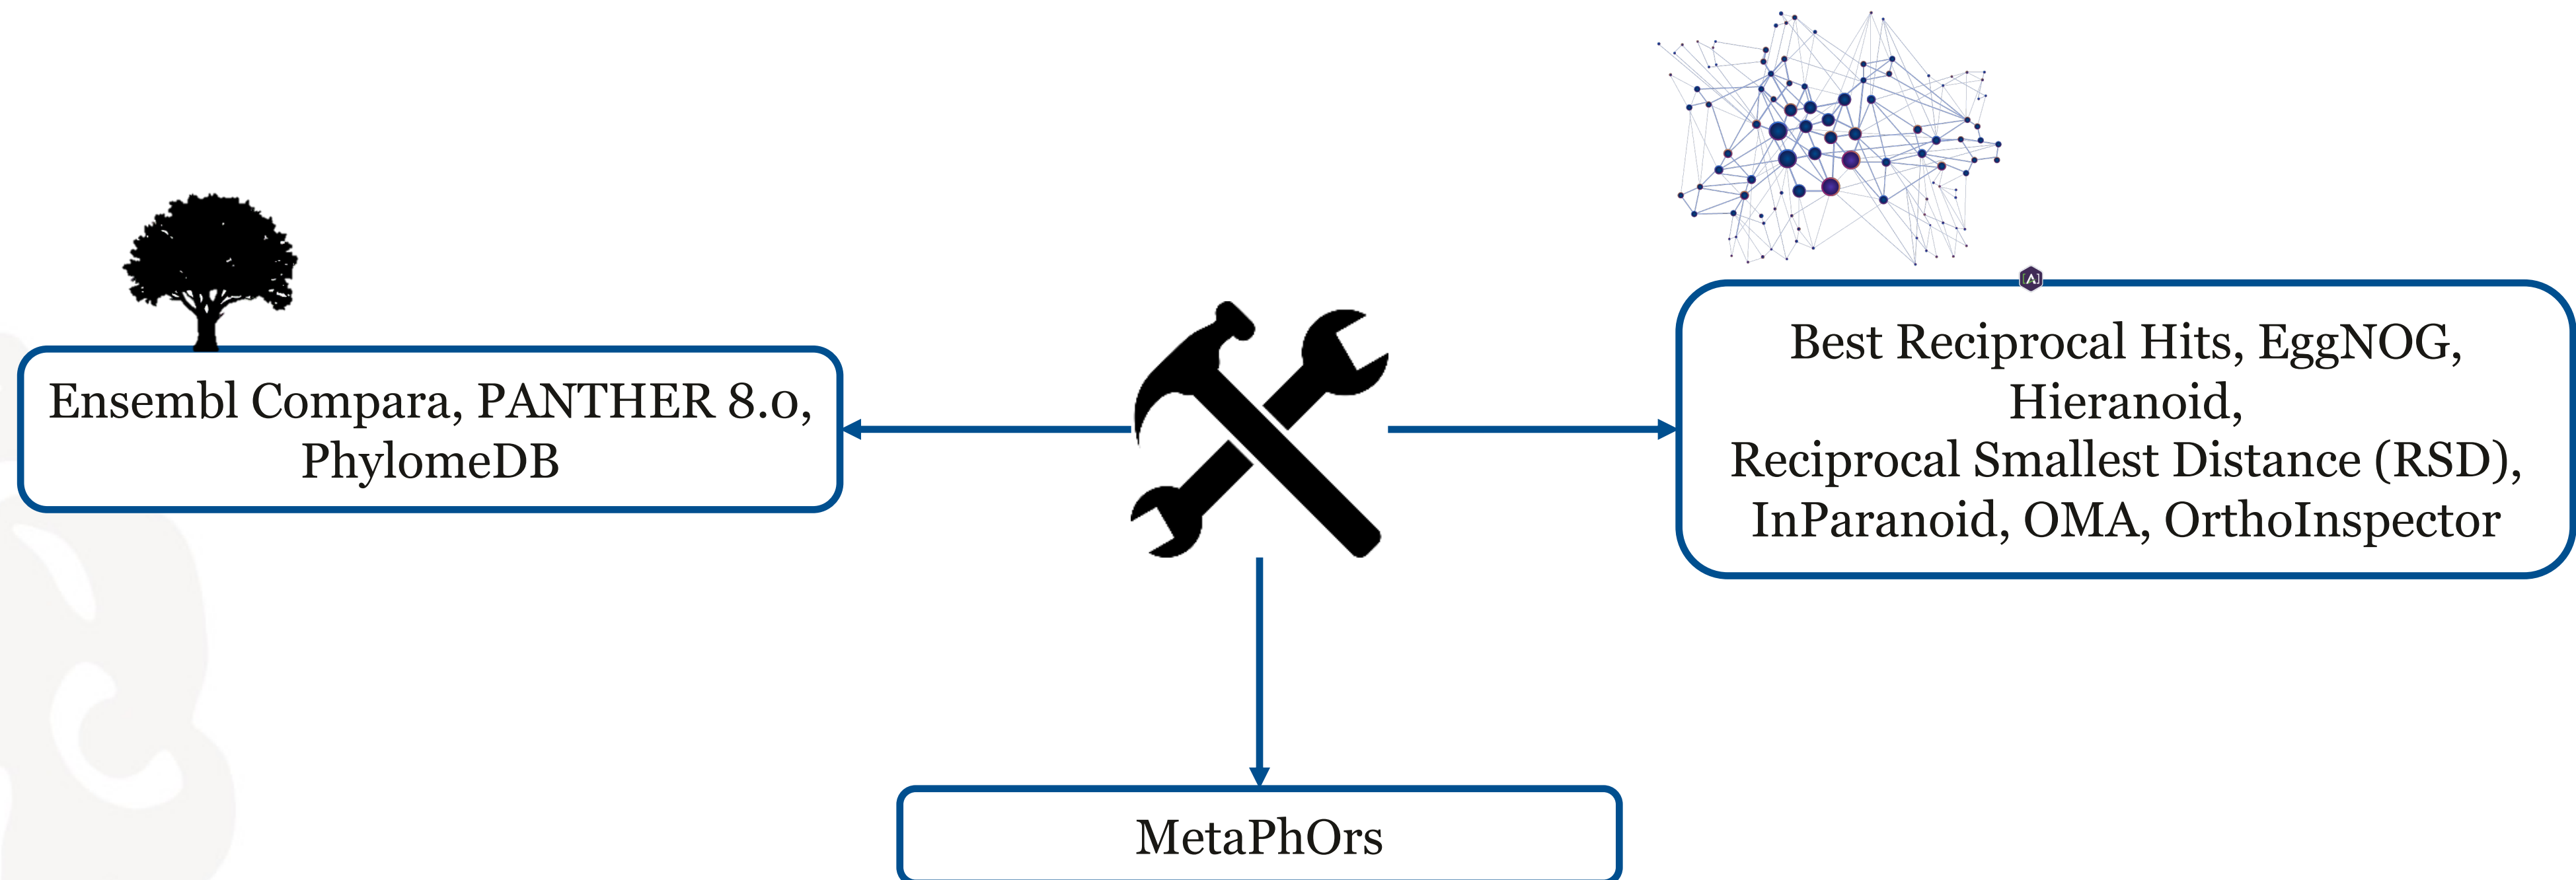 Ensembl Compara, PANTHER 8.0,
PhylomeDB
[A]
Best Reciprocal Hits, EggNOG,
Hieranoid,
Reciprocal Smallest Distance (RSD),
InParanoid, OMA, OrthoInspector
MetaPhOrs